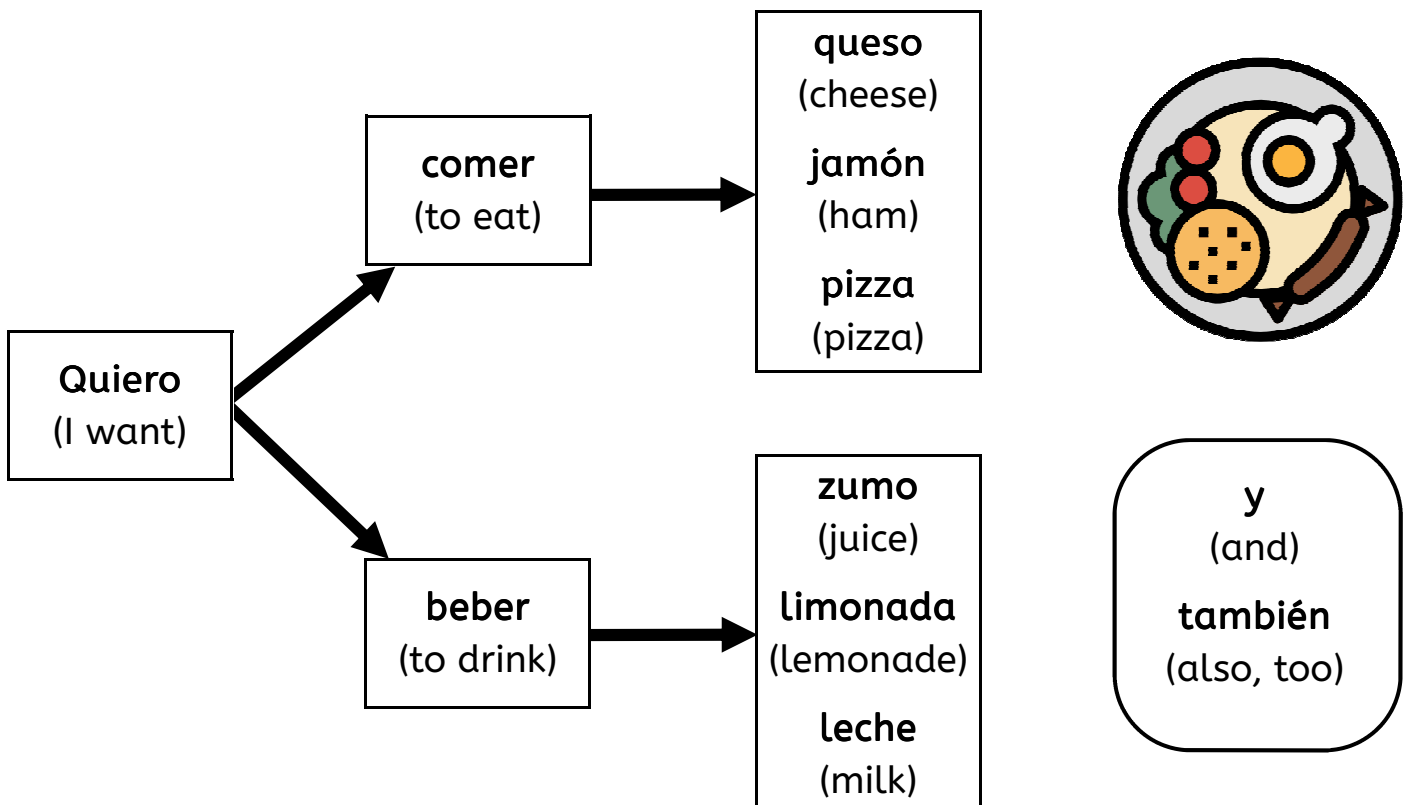 Quiero
(I want)
comer
(to eat)
beber
(to drink)
queso
(cheese)
jamón
(ham)
pizza
(pizza)
zumo
(juice)
limonada
(lemonade)
leche
(milk)
y
(and)
también
(also, too)